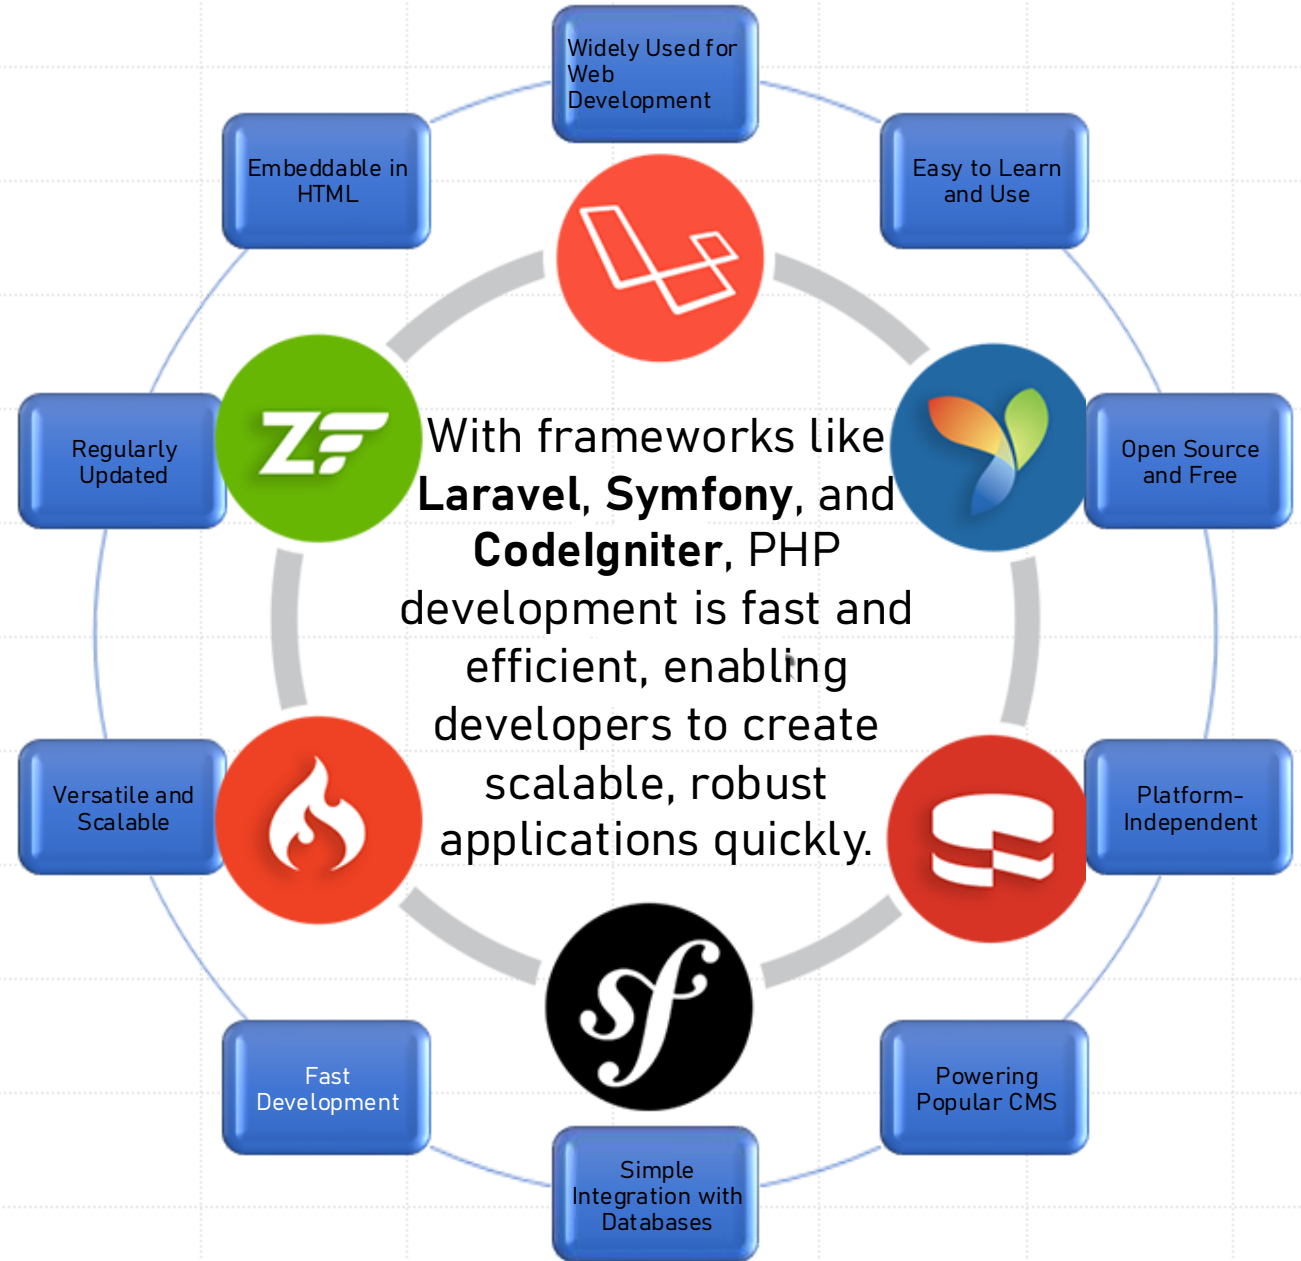 Widely Used for
Web
Development
Embeddable in
HTML
Easy to Learn
and Use
ZF
Regularly
Updated
Open Source
and Free
With frameworks like
Laravel, Symfony, and
CodeIgniter, PHP
development is fast and
efficient, enabling
developers to create
scalable, robust
applications quickly.
Versatile and
Scalable
Platform-
Independent
sf
Fast
Development
Powering
Popular CMS
Simple
Integration with
Databases